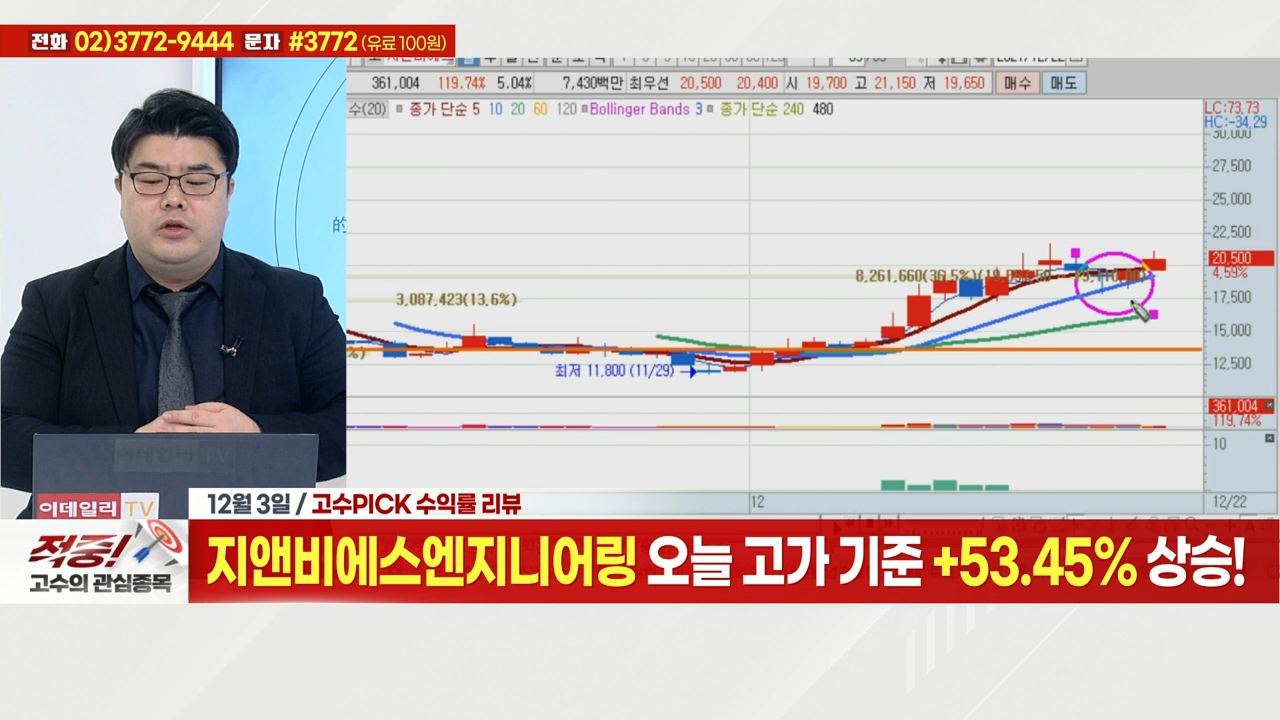 전화 02)3772-9444 문자 #3772 (유료 100원)
361,004 119.74% 5.04% 7,430백만 최우선 20,500 20,400 시 19,700 고 21,150 저 19,650 매수 매도
수(20) 종가 단순 5 10 20 60 120 Bollinger Bands 3 종가 단순 240 480
LC:73,73
HC:-34,29
30,000
27,500
25,000
22,500
20,500
4,59%
17,500
15,000
12,500
的
8,261,660(36,5%)
3,087,423(13,6%)
최저 11,800 (11/29)
361,004
119,74%
10
12
12/22
이데일리 TV
이데일리 TV
12월 3일 / 고수PICK 수익률 리뷰
적중!
고수의 관심종목
지앤비에스엔지니어링 오늘 고가 기준 +53.45% 상승!